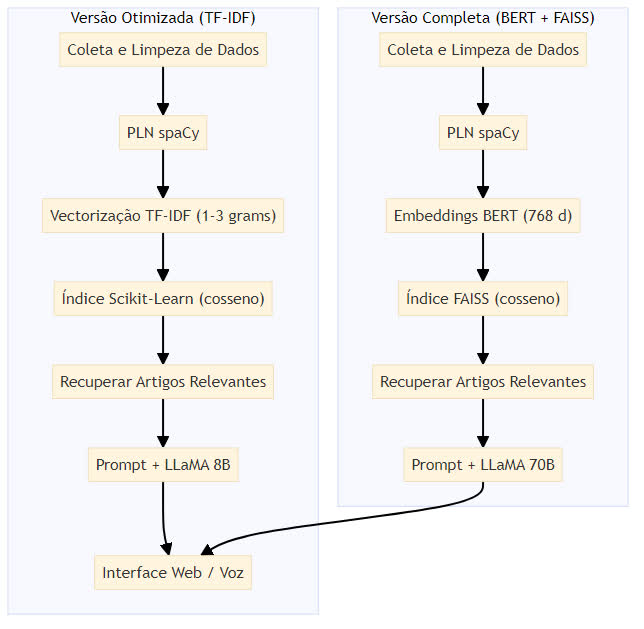 Versão Otimizada (TF-IDF)
Coleta e Limpeza de Dados
PLN spaCy
Vectorização TF-IDF (1-3 grams)
Índice Scikit-Learn (cosseno)
Recuperar Artigos Relevantes
Prompt + LLaMA 8B
Interface Web / Voz
Versão Completa (BERT + FAISS)
Coleta e Limpeza de Dados
PLN spaCy
Embeddings BERT (768 d)
Índice FAISS (cosseno)
Recuperar Artigos Relevantes
Prompt + LLaMA 70B